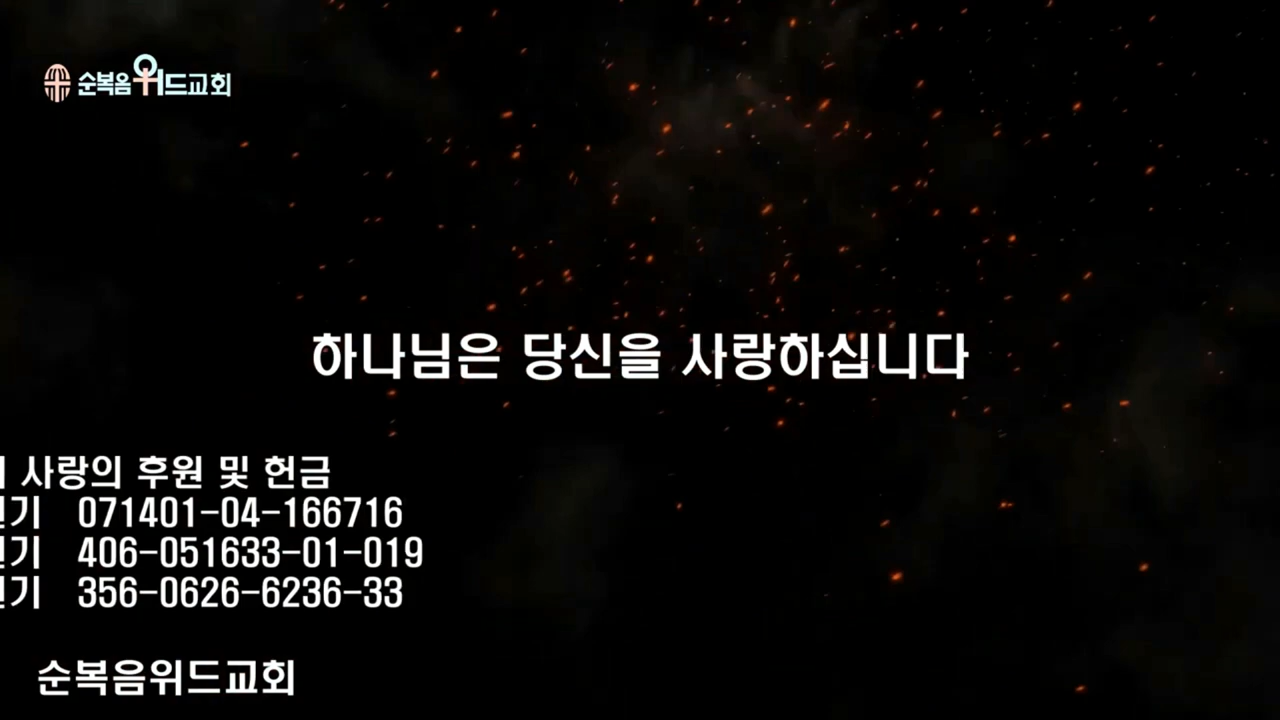 순복음위드교회
하나님은 당신을 사랑하십니다
사랑의 후원 및 헌금
071401-04-166716
406-051633-01-019
356-0626-6236-33
순복음위드교회